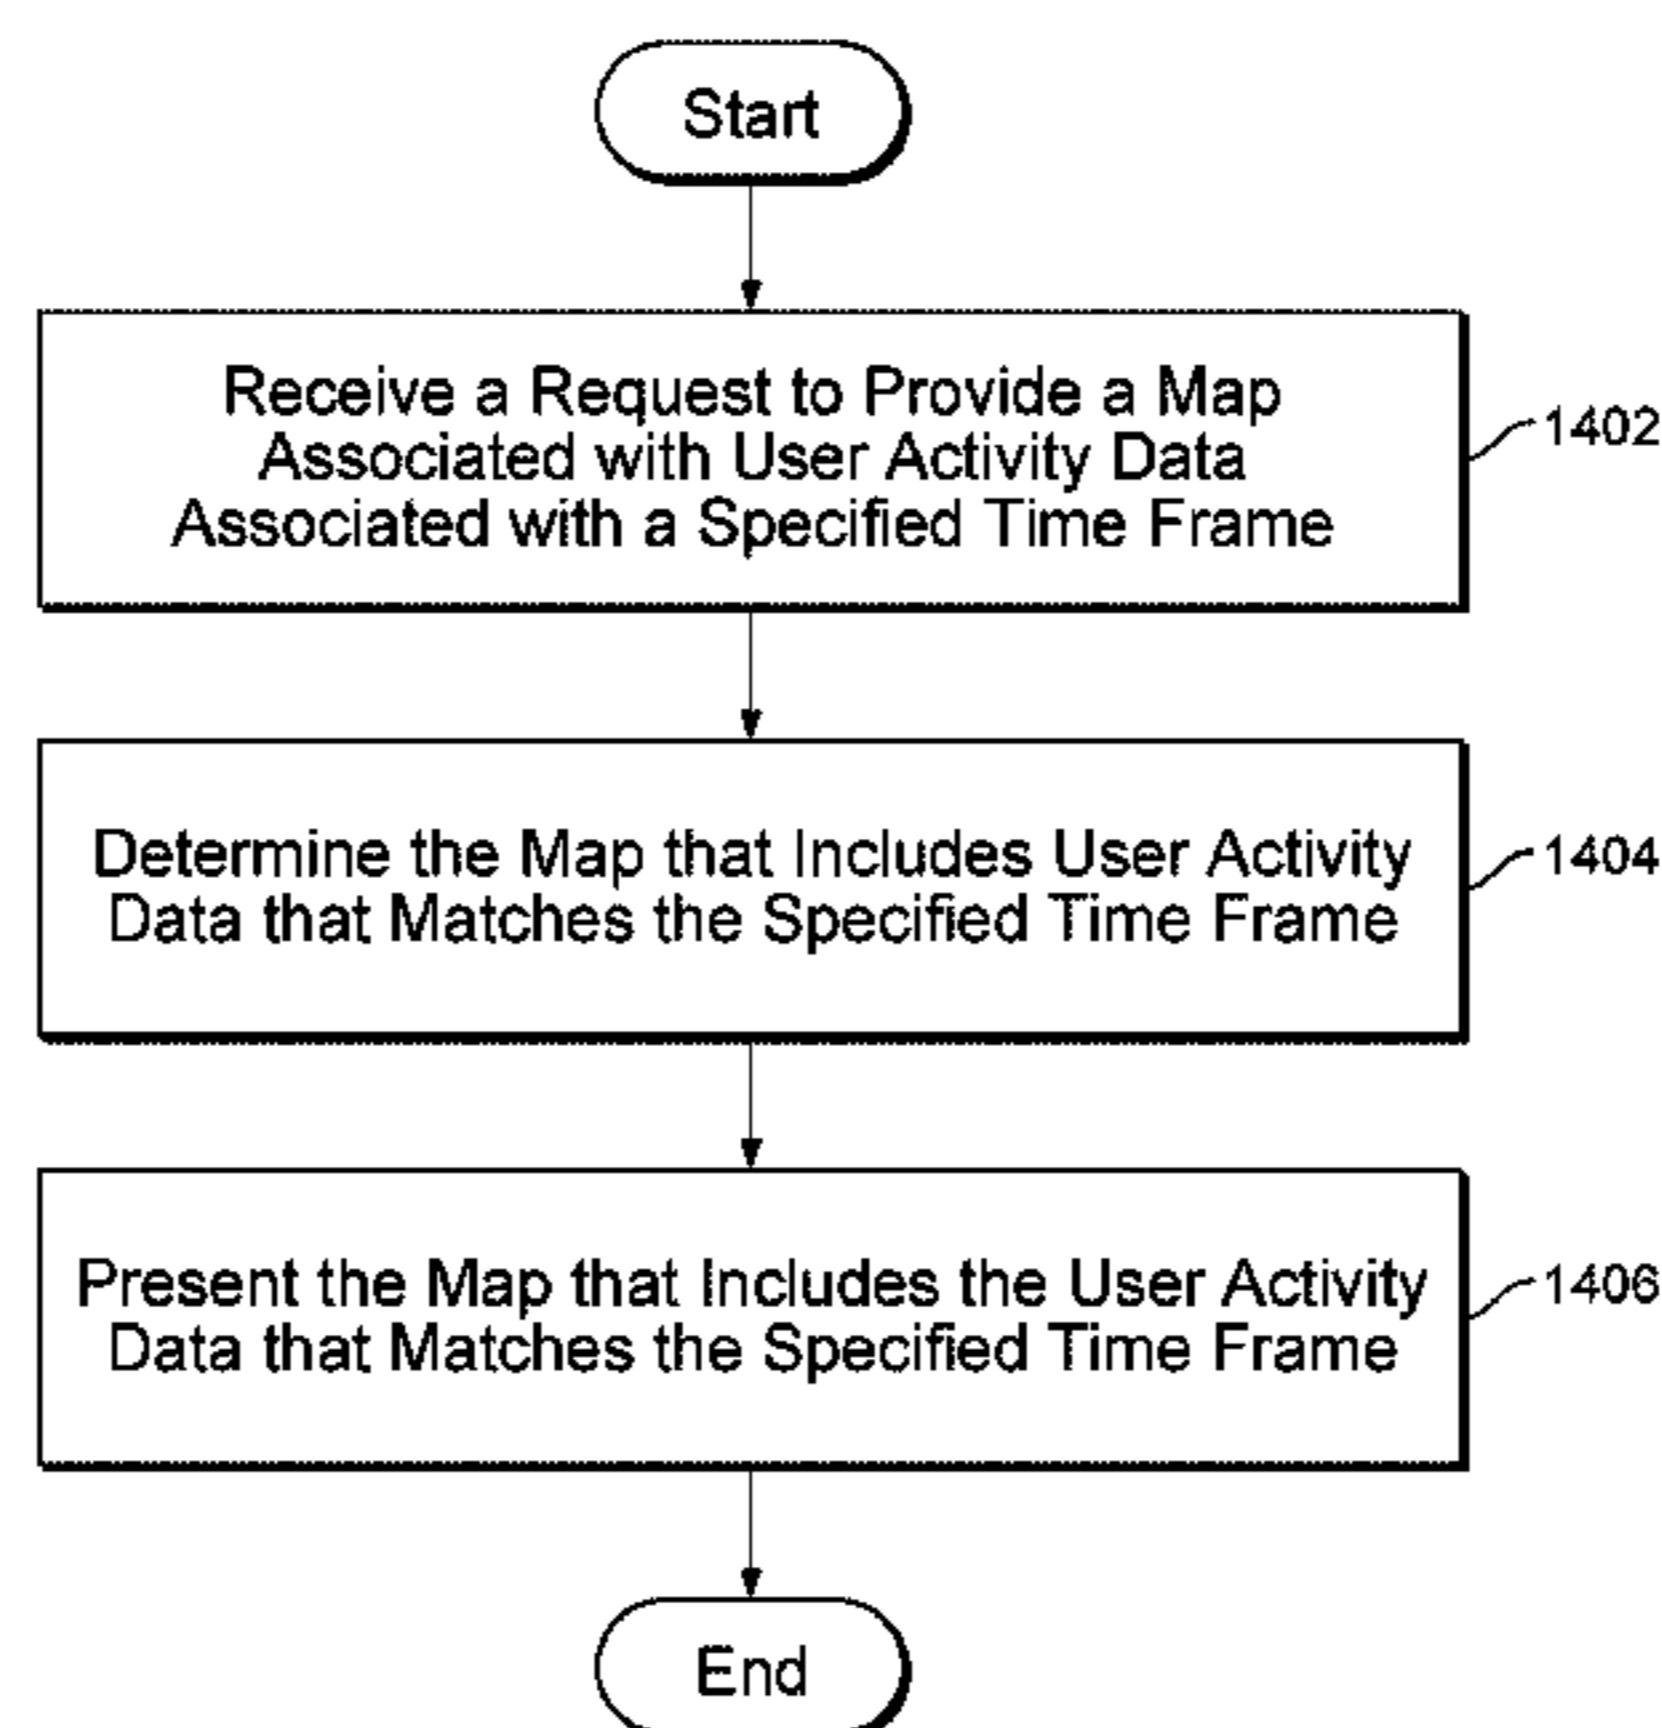 Start
Receive a Request to Provide a Map
Associated with User Activity Data
Associated with a Specified Time Frame
1402
Determine the Map that Includes User Activity
Data that Matches the Specified Time Frame
1404
Present the Map that Includes the User Activity
Data that Matches the Specified Time Frame
1406
End